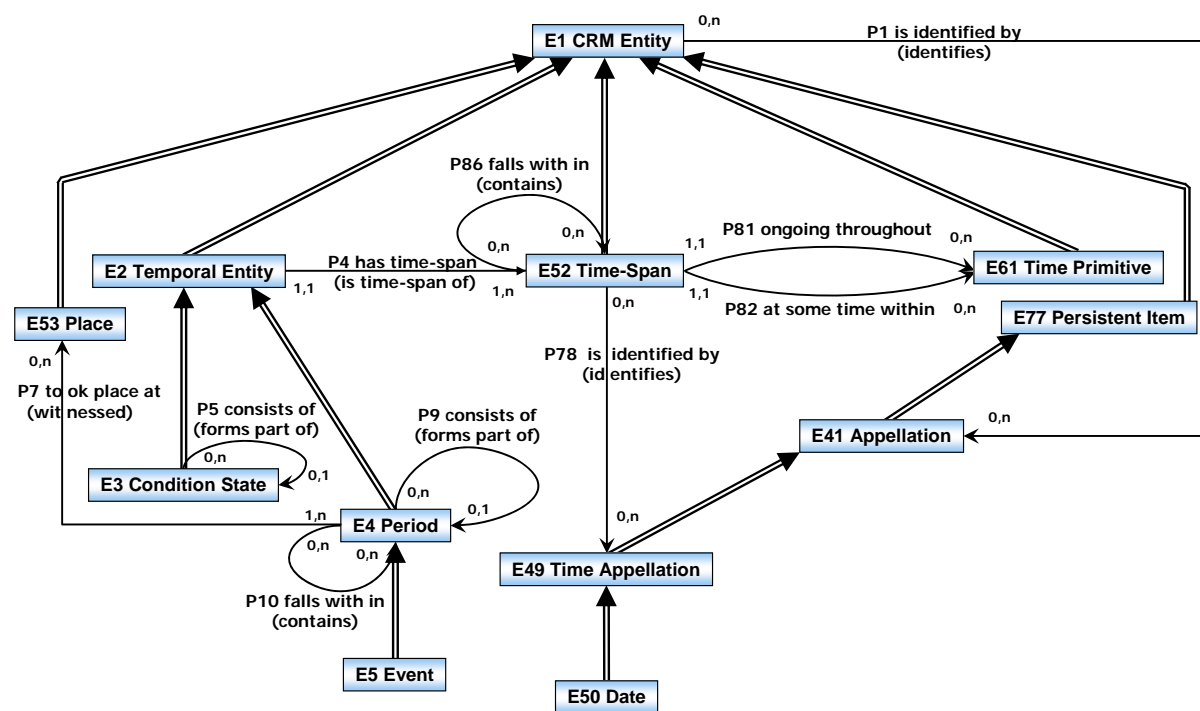 0,n
P1 is identified by
(identifies)
E1 CRM Entity
P86 falls with in
(contains)
0,n
0,n
P81 ongoing throughout
0,n
1,1
E2 Temporal Entity
P4 has time-span
(is time-span of)
1,1
1,n
E52 Time-Span
E61 Time Primitive
1,1
0,n
P82 at some time within
0,n
E53 Place
E77 Persistent Item
0,n
P78 is identified by
(identifies)
P7 to ok place at
(witnessed)
P5 consists of
(forms part of)
0,n
0,1
P9 consists of
(forms part of)
0,n
0,1
E41 Appellation
0,n
E3 Condition State
1,n
E4 Period
0,n
0,n
0,n
E49 Time Appellation
P10 falls with in
(contains)
E5 Event
E50 Date